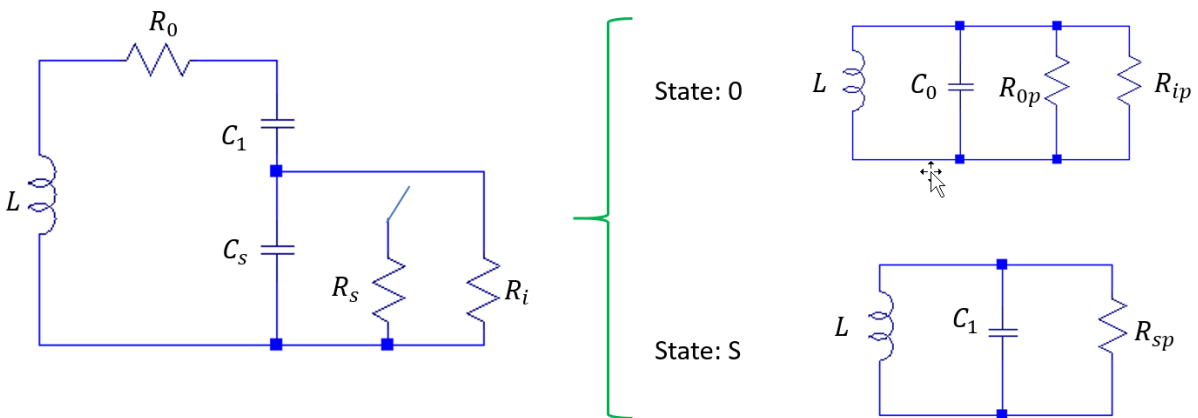 R₀
C₁
L
Cₛ
Rₛ
Rᵢ
State: 0
L
C₀
R₀ₚ
Rᵢₚ
State: S
L
C₁
Rₛₚ